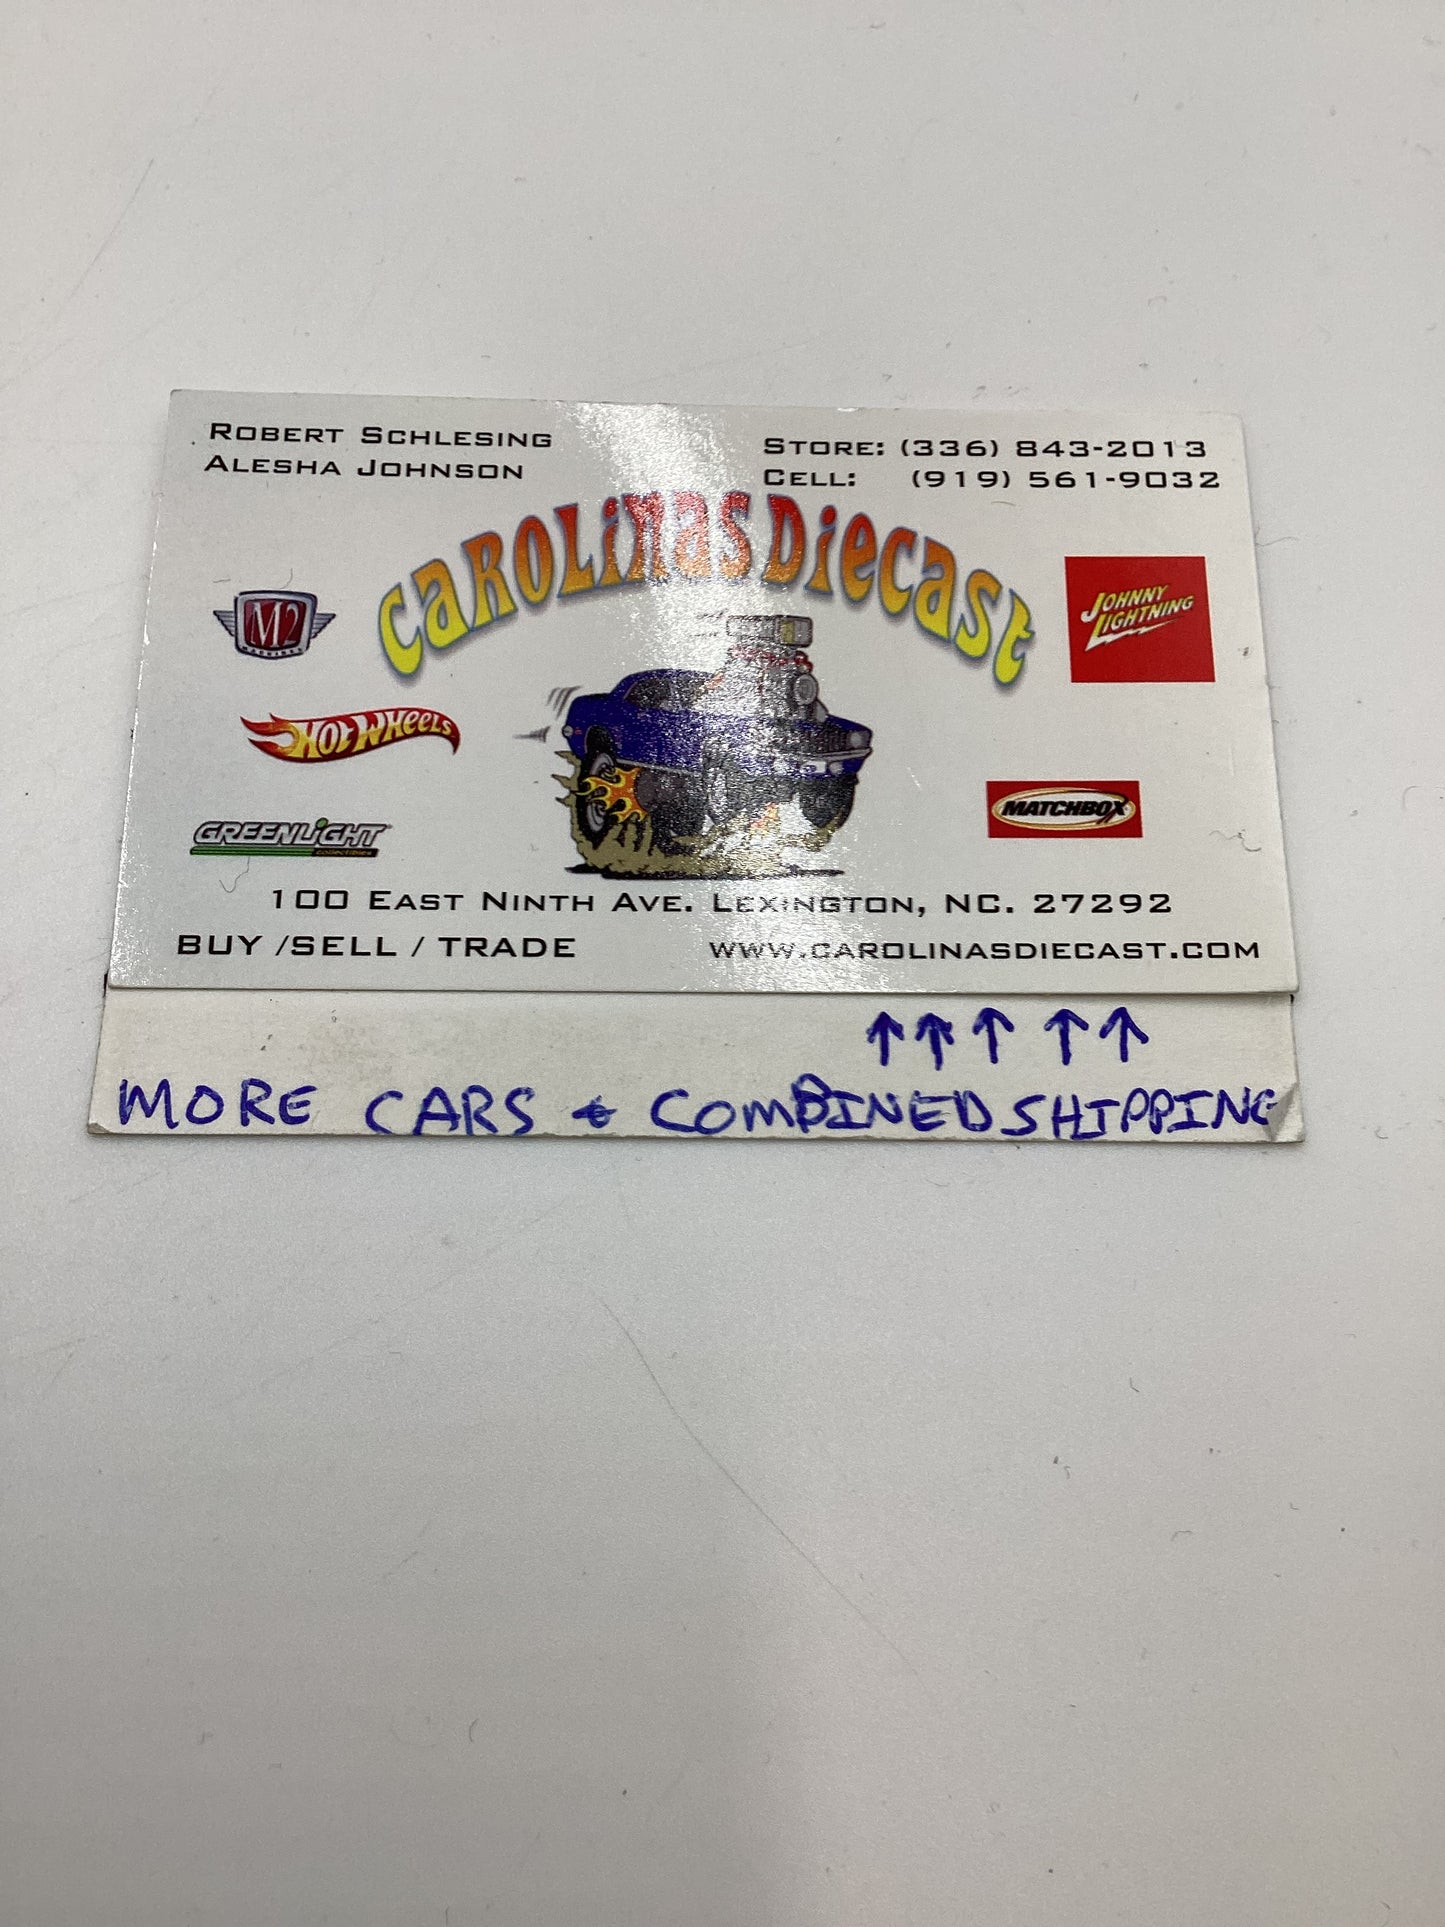 ROBERT SCHLESING
ALESHA JOHNSON
STORE: (336) 843-2013
CELL: (919) 561-9032
CAROLINAS DIECAST
M2
MACHINES
JOHNNY
LIGHTNING
HOT WHEELS
MATCHBOX
GREENLIGHT
COLLECTIBLES
100 EAST NINTH AVE. LEXINGTON, NC. 27292
BUY /SELL / TRADE
WWW.CAROLINASDIECAST.COM
↑ ↑ ↑ ↑ ↑
MORE CARS & COMBINED SHIPPING